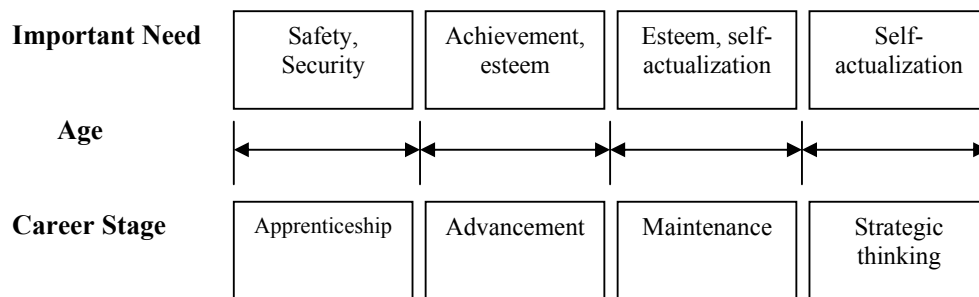 Important Need
Safety,
Security
Achievement,
esteem
Esteem, self-
actualization
Self-
actualization
Age
Career Stage
Apprenticeship
Advancement
Maintenance
Strategic
thinking